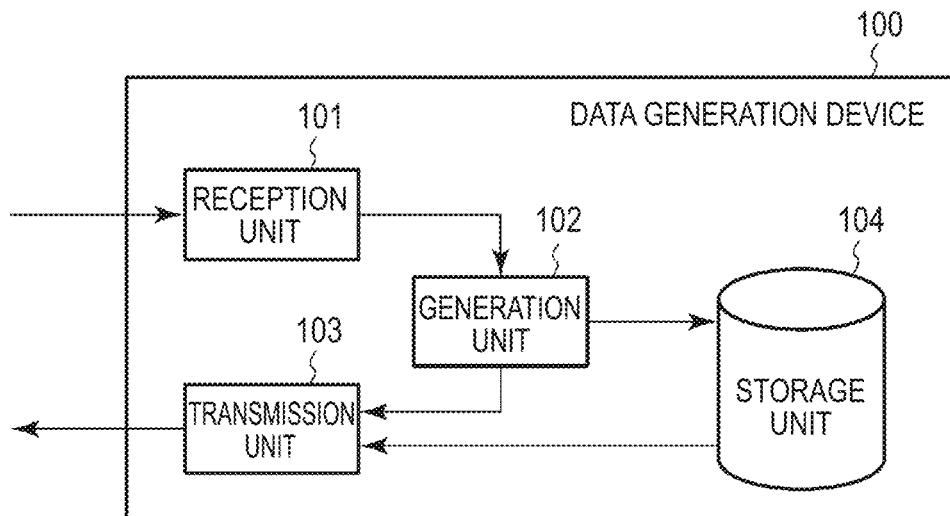 100
DATA GENERATION DEVICE
101
RECEPTION
UNIT
102
GENERATION
UNIT
104
STORAGE
UNIT
103
TRANSMISSION
UNIT